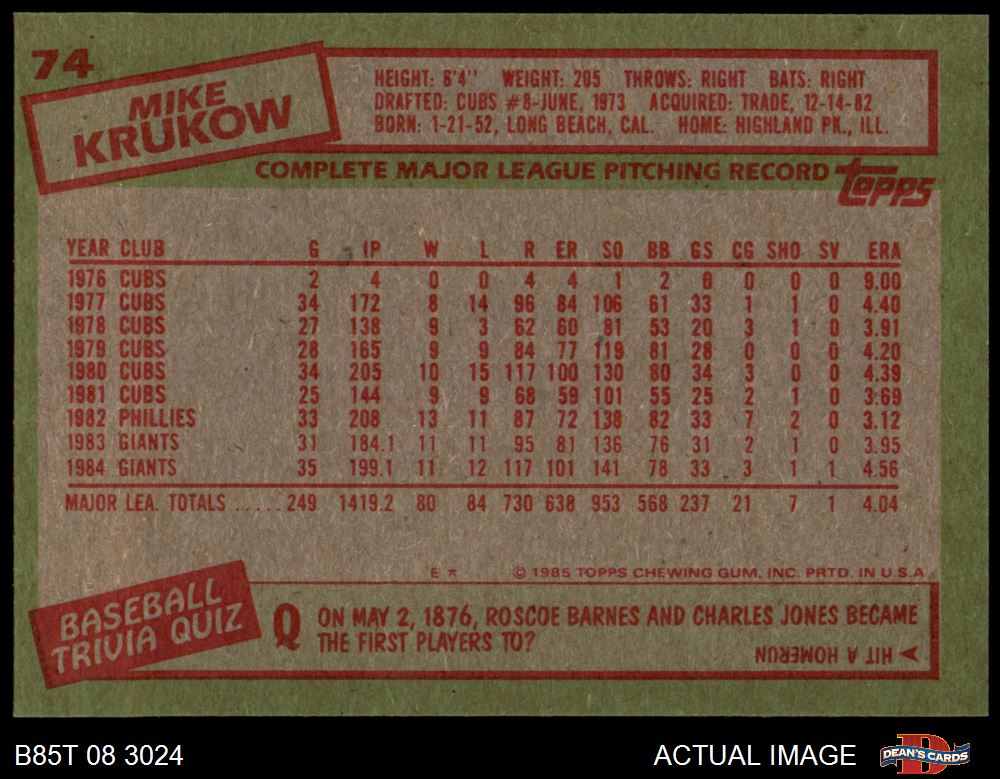 74
MIKE
KRUKOW
HEIGHT: 6'4" WEIGHT: 205 THROWS: RIGHT BATS: RIGHT
DRAFTED: CUBS #8-JUNE, 1973 ACQUIRED: TRADE, 12-14-82
BORN: 1-21-52, LONG BEACH, CAL. HOME: HIGHLAND PK., ILL.
COMPLETE MAJOR LEAGUE PITCHING RECORD topps
YEAR CLUB G IP W L R ER SO BB GS CG SHO SV ERA
1976 CUBS 2 4 0 0 4 4 1 2 0 0 0 0 9.00
1977 CUBS 34 172 8 14 96 84 106 61 33 1 1 0 4.40
1978 CUBS 27 138 9 3 62 60 81 53 20 3 1 0 3.91
1979 CUBS 28 165 9 9 84 77 119 81 28 0 0 0 4.20
1980 CUBS 34 205 10 15 117 100 130 80 34 3 0 0 4.39
1981 CUBS 25 144 9 9 68 59 101 55 25 2 1 0 3.69
1982 PHILLIES 33 208 13 11 87 72 138 82 33 7 2 0 3.12
1983 GIANTS 31 184.1 11 11 95 81 136 76 31 2 1 0 3.95
1984 GIANTS 35 199.1 11 12 117 101 141 78 33 3 1 1 4.56
MAJOR LEA. TOTALS ..... 249 1419.2 80 84 730 638 953 568 237 21 7 1 4.04
E * © 1985 TOPPS CHEWING GUM, INC. PRTD. IN U.S.A
BASEBALL
TRIVIA QUIZ
Q ON MAY 2, 1876, ROSCOE BARNES AND CHARLES JONES BECAME
THE FIRST PLAYERS TO?
HIT A HOMERUN
B85T 08 3024 ACTUAL IMAGE DEAN'S CARDS